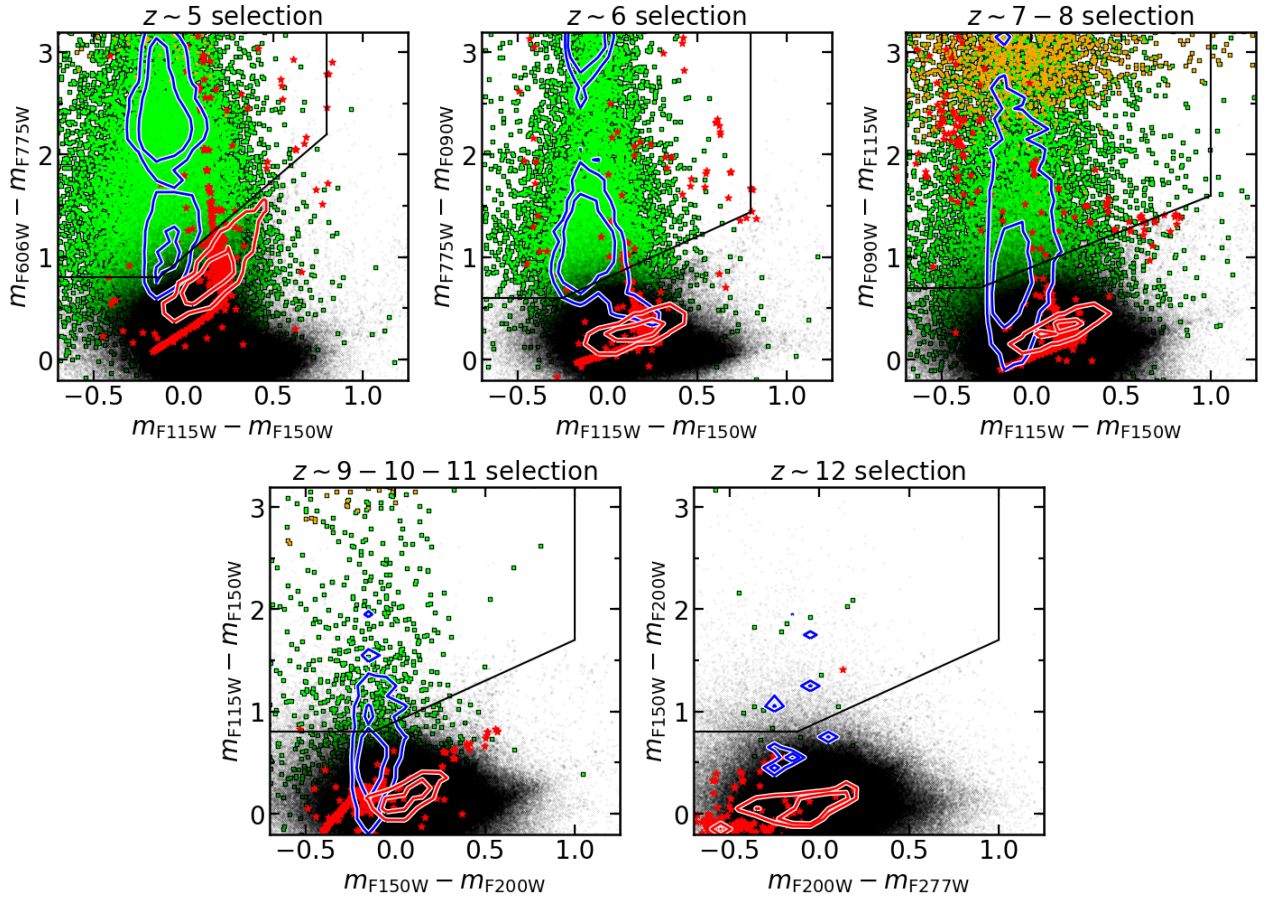 z ~ 5 selection
z ~ 6 selection
z ~ 7 − 8 selection
m_F606W − m_F775W
3
2
1
0
−0.5 0.0 0.5 1.0
m_F115W − m_F150W
m_F775W − m_F090W
3
2
1
0
−0.5 0.0 0.5 1.0
m_F115W − m_F150W
m_F090W − m_F115W
3
2
1
0
−0.5 0.0 0.5 1.0
m_F115W − m_F150W
z ~ 9 − 10 − 11 selection
z ~ 12 selection
m_F115W − m_F150W
3
2
1
0
−0.5 0.0 0.5 1.0
m_F150W − m_F200W
m_F150W − m_F200W
3
2
1
0
−0.5 0.0 0.5 1.0
m_F200W − m_F277W